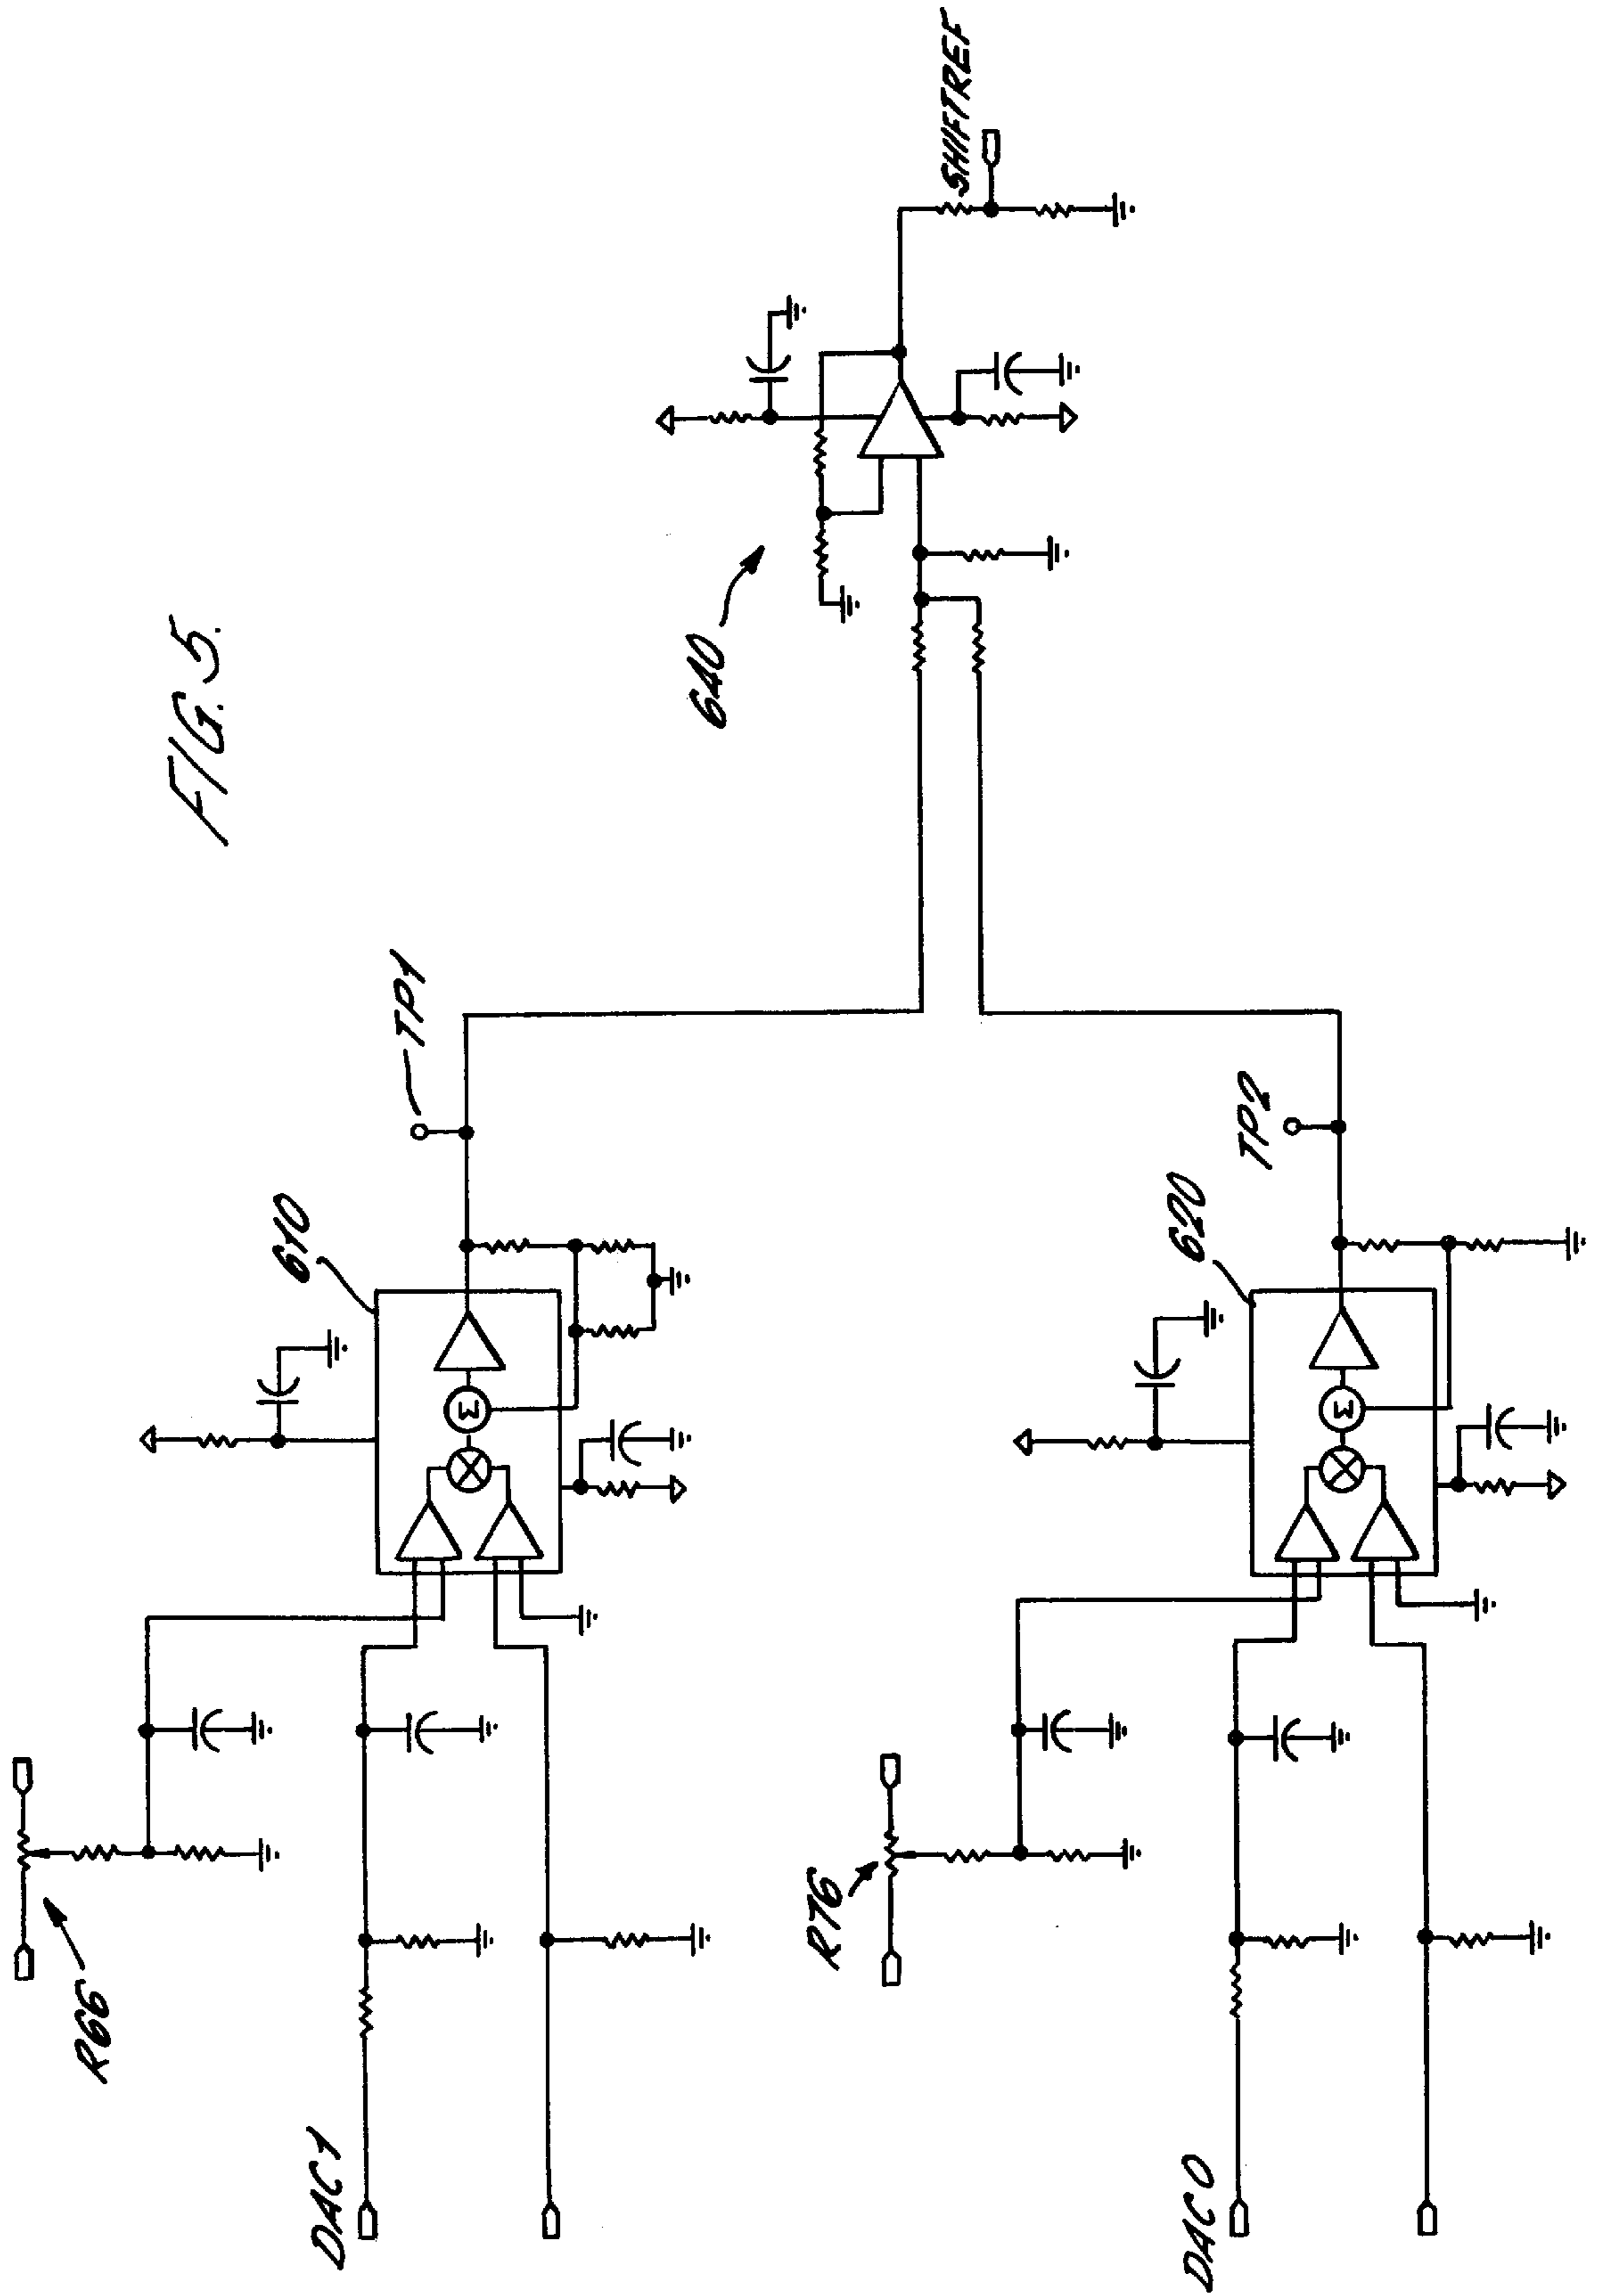 FIG. 5.
SHIFTREF
640
TP1
610
TP2
620
R66
R76
DAC1
DAC0
Σ
Σ